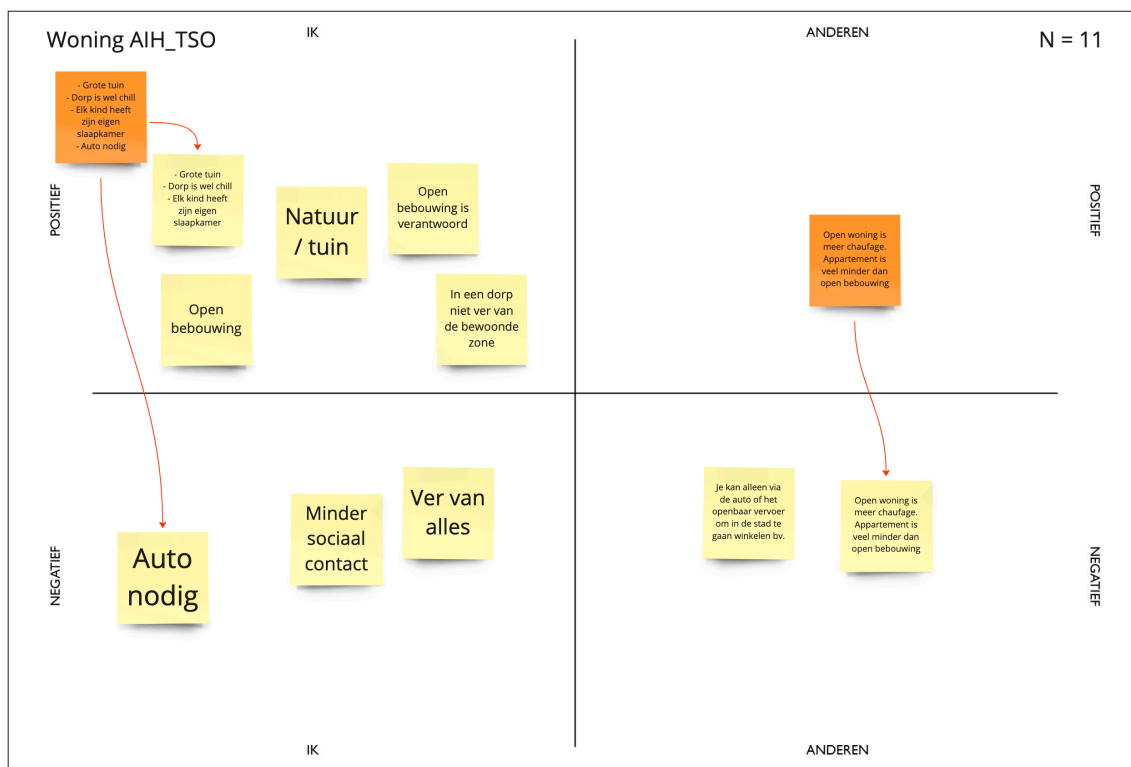 Woning AIH_TSO
IK
ANDEREN
N = 11
POSITIEF
POSITIEF
- Grote tuin
- Dorp is wel chill
- Elk kind heeft
zijn eigen
slaapkamer
- Auto nodig
- Grote tuin
- Dorp is wel chill
- Elk kind heeft
zijn eigen
slaapkamer
Natuur
/ tuin
Open
bebouwing is
verantwoord
Open
bebouwing
In een dorp
niet ver van
de bewoonde
zone
Open woning is
meer chaufage.
Appartement is
veel minder dan
open bebouwing
NEGATIEF
NEGATIEF
Auto
nodig
Minder
sociaal
contact
Ver van
alles
Je kan alleen via
de auto of het
openbaar vervoer
om in de stad te
gaan winkelen bv.
Open woning is
meer chaufage.
Appartement is
veel minder dan
open bebouwing
IK
ANDEREN